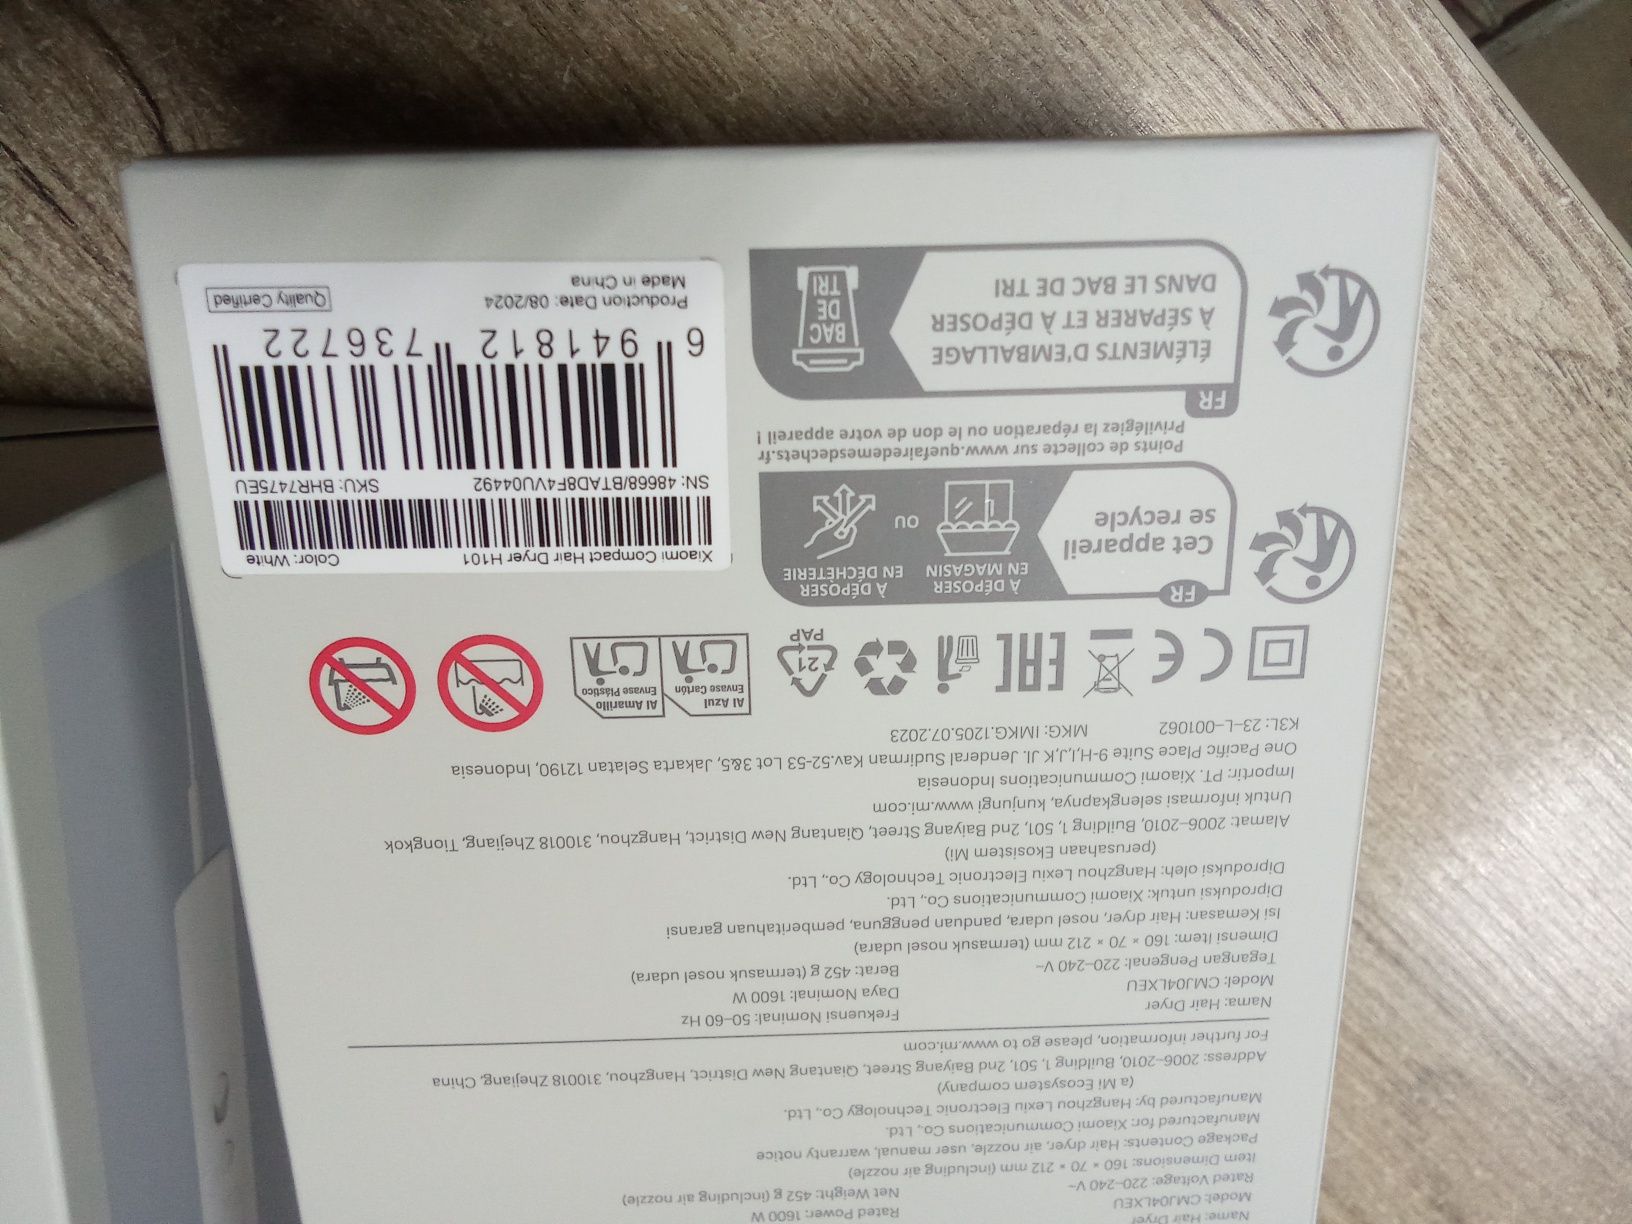 Name: Hair Dryer
Model: CMJ04LXEU
Rated Voltage: 220–240 V~
Rated Power: 1600 W
Net Weight: 452 g (including air nozzle)
Item Dimensions: 160 × 70 × 212 mm (including air nozzle)
Package Contents: Hair dryer, air nozzle, user manual, warranty notice
Manufactured for: Xiaomi Communications Co., Ltd.
Manufactured by: Hangzhou Lexiu Electronic Technology Co., Ltd.
(a Mi Ecosystem company)
Address: 2006–2010, Building 1, 501, 2nd Baiyang Street, Qiantang New District, Hangzhou, 310018 Zhejiang, China
For further information, please go to www.mi.com
Nama: Hair Dryer
Model: CMJ04LXEU
Tegangan Pengenal: 220–240 V~
Frekuensi Nominal: 50–60 Hz
Daya Nominal: 1600 W
Berat: 452 g (termasuk nosel udara)
Dimensi Item: 160 × 70 × 212 mm (termasuk nosel udara)
Isi Kemasan: Hair dryer, nosel udara, panduan pengguna, pemberitahuan garansi
Diproduksi untuk: Xiaomi Communications Co., Ltd.
Diproduksi oleh: Hangzhou Lexiu Electronic Technology Co., Ltd.
(perusahaan Ekosistem Mi)
Alamat: 2006–2010, Building 1, 501, 2nd Baiyang Street, Qiantang New District, Hangzhou, 310018 Zhejiang, Tiongkok
Untuk informasi selengkapnya, kunjungi www.mi.com
Importir: PT. Xiaomi Communications Indonesia
One Pacific Place Suite 9-H,I,J,K Jl. Jenderal Sudirman Kav.52-53 Lot 3&5, Jakarta Selatan 12190, Indonesia
K3L: 23–L–001062 MKG: IMKG.1205.07.2023
CE
EAC
21
PAP
Al Azul
Envase Cartón
Al Amarillo
Envase Plástico
FR
Cet appareil
se recycle
À DÉPOSER
EN MAGASIN
OU
À DÉPOSER
EN DÉCHÈTERIE
Points de collecte sur www.quefairedemesdechets.fr
Privilégiez la réparation ou le don de votre appareil !
FR
ÉLÉMENTS D'EMBALLAGE
À SÉPARER ET À DÉPOSER
DANS LE BAC DE TRI
BAC
DE
TRI
Xiaomi Compact Hair Dryer H101 Color: White
SN: 48668/BTAD8F4VU04492 SKU: BHR7475EU
6 941812 736722
Production Date: 08/2024
Made in China
Quality Certified